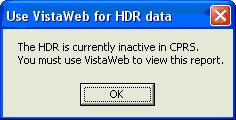 Use VistaWeb for HDR data
The HDR is currently inactive in CPRS.
You must use VistaWeb to view this report.
OK